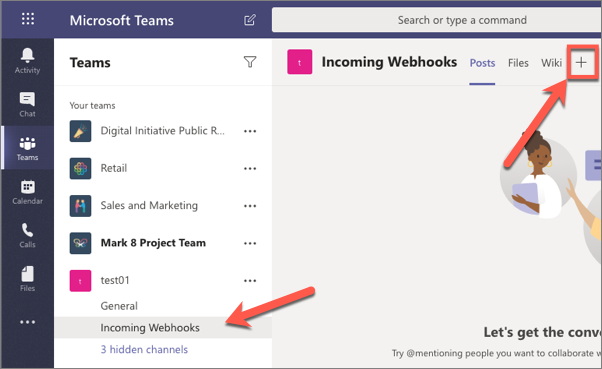 Microsoft Teams
Search or type a command
Activity
Chat
Teams
Calendar
Calls
Files
Teams
Your teams
Digital Initiative Public R...
Retail
Sales and Marketing
Mark 8 Project Team
t test01
General
Incoming Webhooks
3 hidden channels
t Incoming Webhooks Posts Files Wiki
Let's get the conve
Try @mentioning people you want to collaborate w